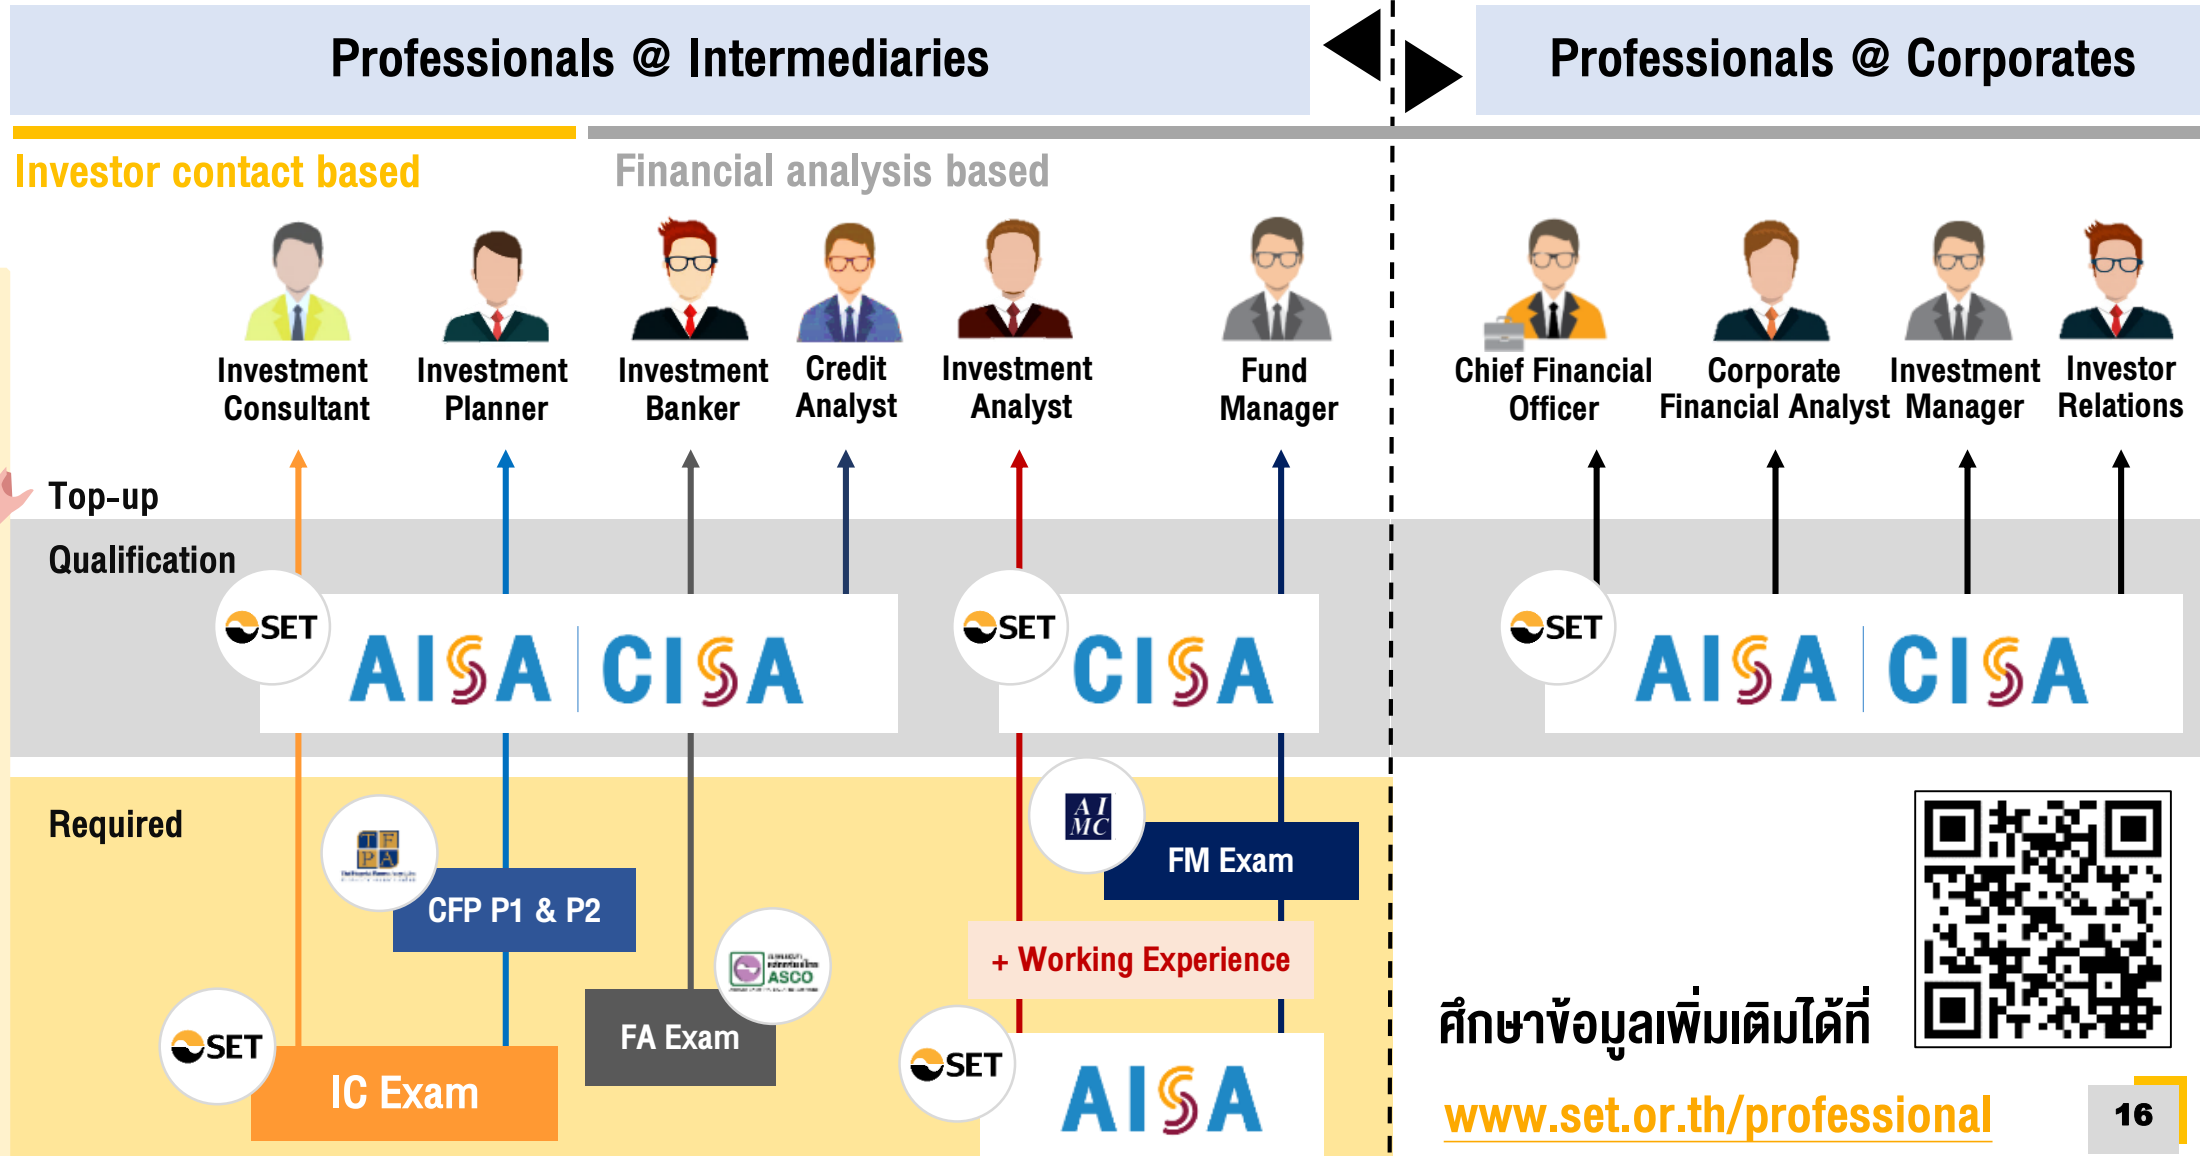 Professionals @ Intermediaries
Professionals @ Corporates
Investor contact based
Financial analysis based
Investment
Consultant
Investment
Planner
Investment
Banker
Credit
Analyst
Investment
Analyst
Fund
Manager
Chief Financial
Officer
Corporate
Financial Analyst
Investment
Manager
Investor
Relations
Top-up
Qualification
SET
AISA
CISA
SET
CISA
SET
AISA
CISA
Required
TF
PA
CFP P1 & P2
AI
MC
FM Exam
+ Working Experience
ASCO
FA Exam
SET
IC Exam
SET
AISA
ศึกษาข้อมูลเพิ่มเติมได้ที่
www.set.or.th/professional
16